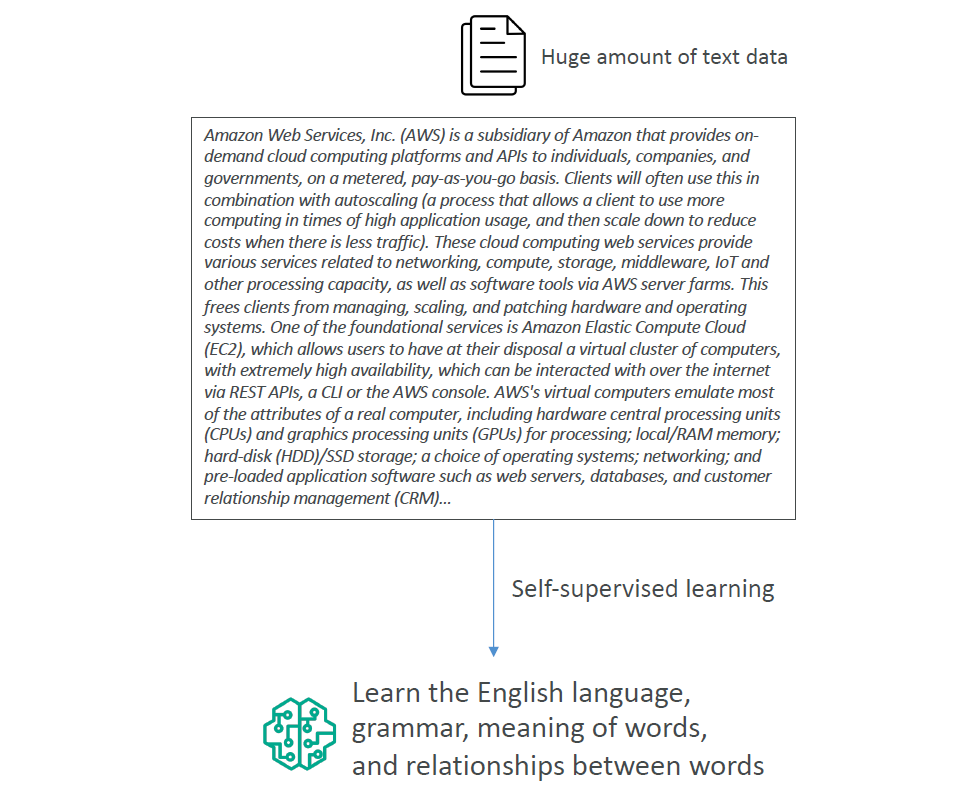 Huge amount of text data
Amazon Web Services, Inc. (AWS) is a subsidiary of Amazon that provides on-
demand cloud computing platforms and APIs to individuals, companies, and
governments, on a metered, pay-as-you-go basis. Clients will often use this in
combination with autoscaling (a process that allows a client to use more
computing in times of high application usage, and then scale down to reduce
costs when there is less traffic). These cloud computing web services provide
various services related to networking, compute, storage, middleware, IoT and
other processing capacity, as well as software tools via AWS server farms. This
frees clients from managing, scaling, and patching hardware and operating
systems. One of the foundational services is Amazon Elastic Compute Cloud
(EC2), which allows users to have at their disposal a virtual cluster of computers,
with extremely high availability, which can be interacted with over the internet
via REST APIs, a CLI or the AWS console. AWS's virtual computers emulate most
of the attributes of a real computer, including hardware central processing units
(CPUs) and graphics processing units (GPUs) for processing; local/RAM memory;
hard-disk (HDD)/SSD storage; a choice of operating systems; networking; and
pre-loaded application software such as web servers, databases, and customer
relationship management (CRM)...
Self-supervised learning
Learn the English language,
grammar, meaning of words,
and relationships between words